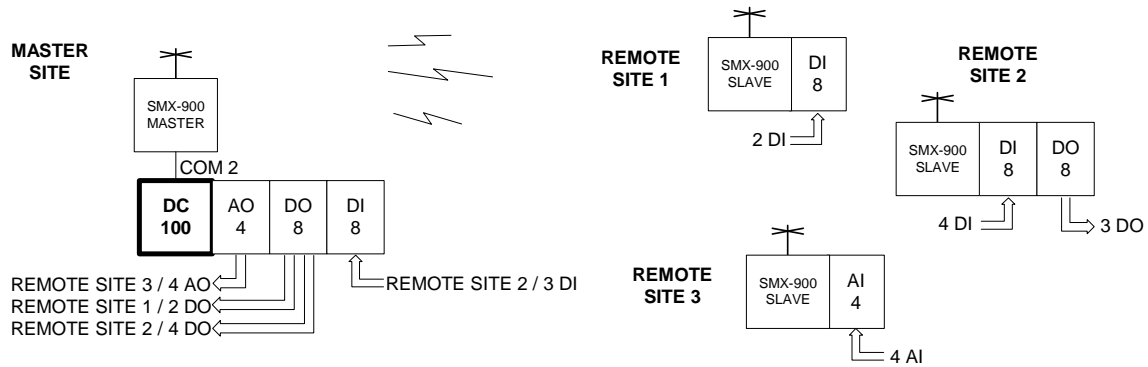 MASTER
SITE
SMX-900
MASTER
COM 2
DC
100
AO
4
DO
8
DI
8
REMOTE SITE 3 / 4 AO
REMOTE SITE 1 / 2 DO
REMOTE SITE 2 / 4 DO
REMOTE SITE 2 / 3 DI
REMOTE
SITE 1
SMX-900
SLAVE
DI
8
2 DI
REMOTE
SITE 2
SMX-900
SLAVE
DI
8
DO
8
4 DI
3 DO
REMOTE
SITE 3
SMX-900
SLAVE
AI
4
4 AI